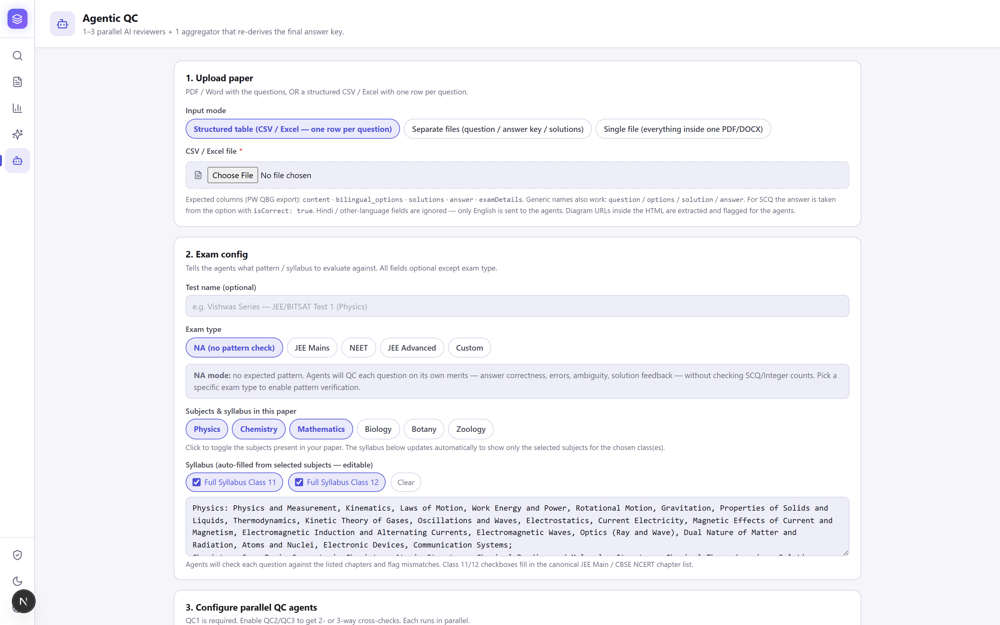 Agentic QC
1–3 parallel AI reviewers + 1 aggregator that re-derives the final answer key.
1. Upload paper
PDF / Word with the questions, OR a structured CSV / Excel with one row per question.
Input mode
Structured table (CSV / Excel — one row per question)
Separate files (question / answer key / solutions)
Single file (everything inside one PDF/DOCX)
CSV / Excel file *
Choose File No file chosen
Expected columns (PW QBG export): content · bilingual_options · solutions · answer · examDetails. Generic names also work: question / options / solution / answer. For SCQ the answer is taken
from the option with isCorrect: true. Hindi / other-language fields are ignored — only English is sent to the agents. Diagram URLs inside the HTML are extracted and flagged for the agents.
2. Exam config
Tells the agents what pattern / syllabus to evaluate against. All fields optional except exam type.
Test name (optional)
e.g. Vishwas Series — JEE/BITSAT Test 1 (Physics)
Exam type
NA (no pattern check)
JEE Mains
NEET
JEE Advanced
Custom
NA mode: no expected pattern. Agents will QC each question on its own merits — answer correctness, errors, ambiguity, solution feedback — without checking SCQ/Integer counts. Pick a
specific exam type to enable pattern verification.
Subjects & syllabus in this paper
Physics
Chemistry
Mathematics
Biology
Botany
Zoology
Click to toggle the subjects present in your paper. The syllabus below updates automatically to show only the selected subjects for the chosen class(es).
Syllabus (auto-filled from selected subjects — editable)
Full Syllabus Class 11
Full Syllabus Class 12
Clear
Physics: Physics and Measurement, Kinematics, Laws of Motion, Work Energy and Power, Rotational Motion, Gravitation, Properties of Solids and
Liquids, Thermodynamics, Kinetic Theory of Gases, Oscillations and Waves, Electrostatics, Current Electricity, Magnetic Effects of Current and
Magnetism, Electromagnetic Induction and Alternating Currents, Electromagnetic Waves, Optics (Ray and Wave), Dual Nature of Matter and
Radiation, Atoms and Nuclei, Electronic Devices, Communication Systems;
Agents will check each question against the listed chapters and flag mismatches. Class 11/12 checkboxes fill in the canonical JEE Main / CBSE NCERT chapter list.
N
3. Configure parallel QC agents
QC1 is required. Enable QC2/QC3 to get 2- or 3-way cross-checks. Each runs in parallel.